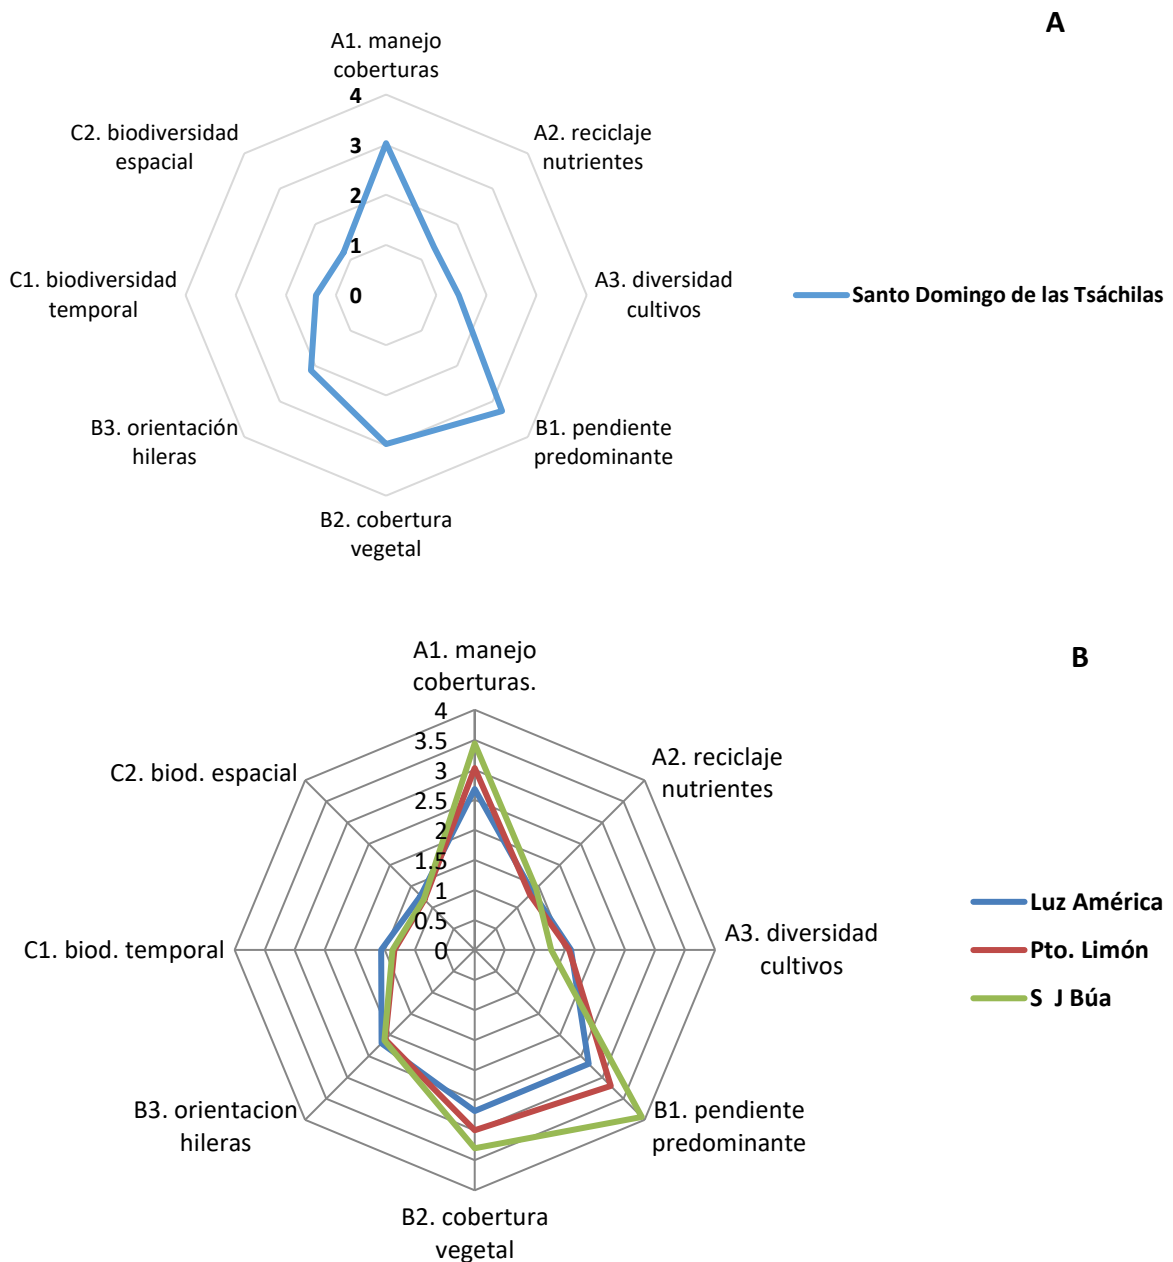 A
A1. manejo
coberturas
4
3
2
1
0
A2. reciclaje
nutrientes
A3. diversidad
cultivos
B1. pendiente
predominante
B2. cobertura
vegetal
B3. orientación
hileras
C1. biodiversidad
temporal
C2. biodiversidad
espacial
Santo Domingo de las Tsáchilas
B
A1. manejo
coberturas.
4
3.5
3
2.5
2
1.5
1
0.5
0
A2. reciclaje
nutrientes
A3. diversidad
cultivos
B1. pendiente
predominante
B2. cobertura
vegetal
B3. orientacion
hileras
C1. biod. temporal
C2. biod. espacial
Luz América
Pto. Limón
S J Búa